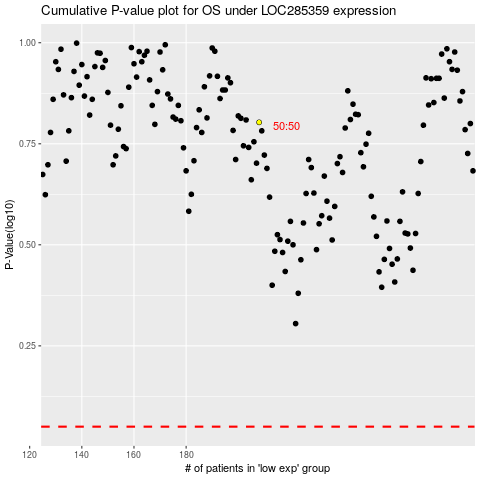 Cumulative P-value plot for OS under LOC285359 expression
P-Value(log10)
1.00
0.75
0.50
0.25
50:50
120 140 160 180
# of patients in 'low exp' group